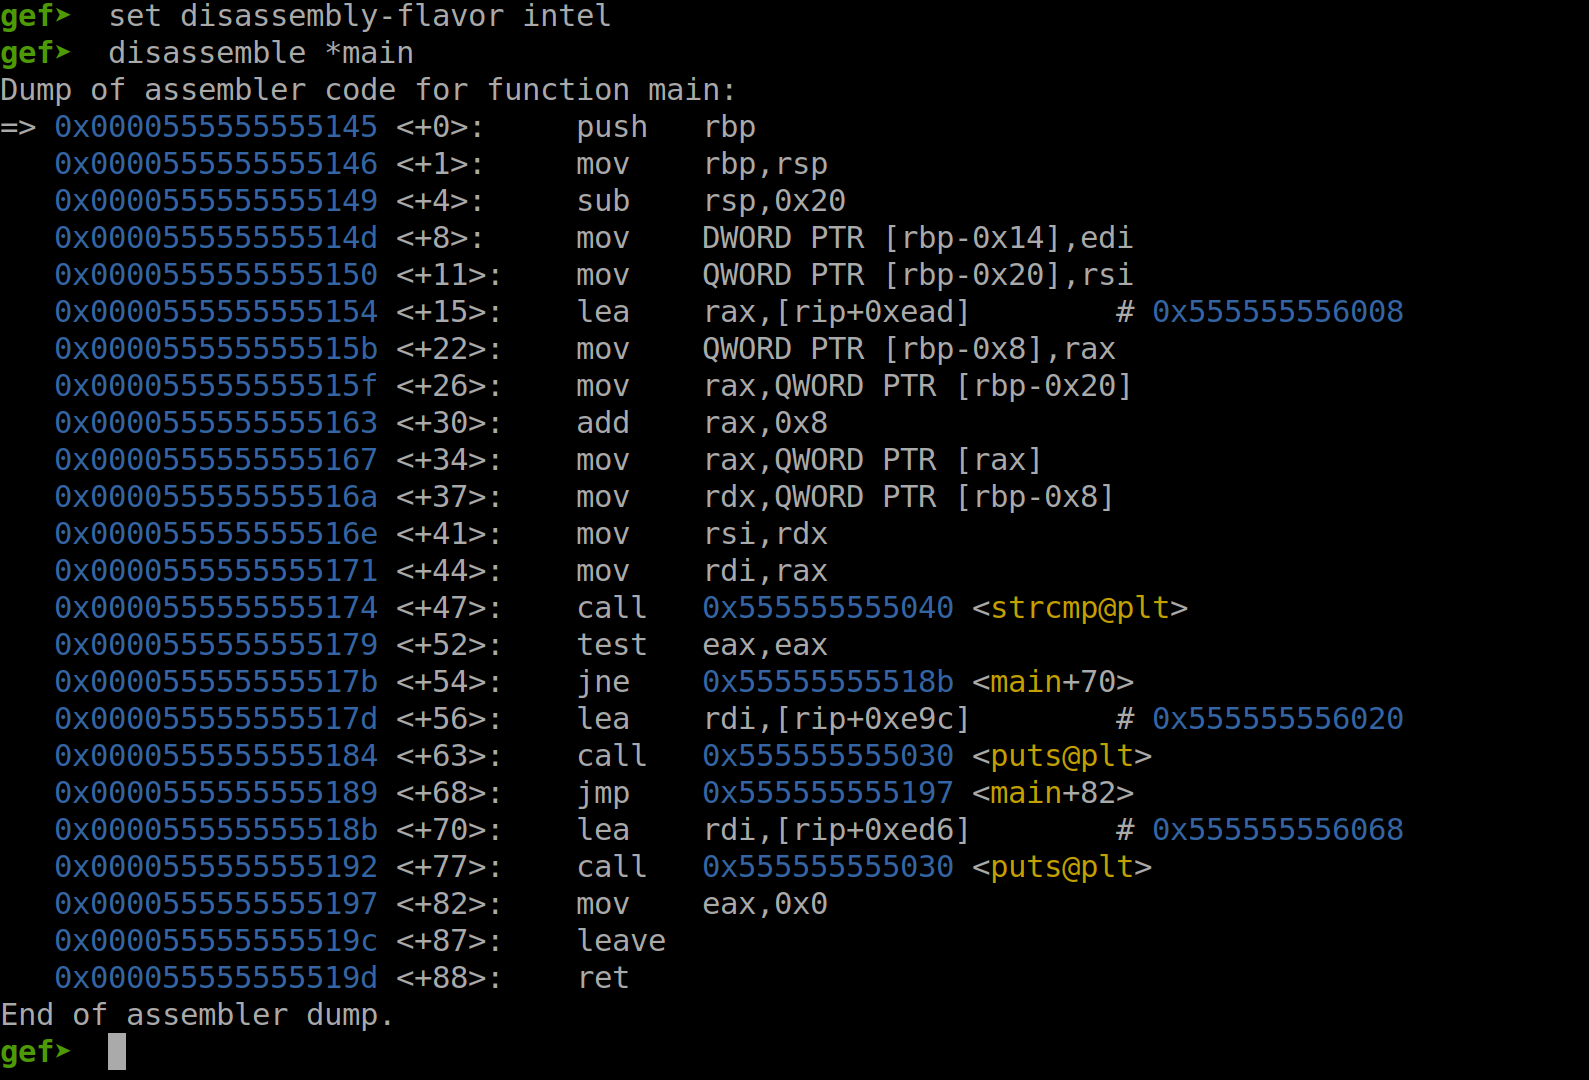 gef➤  set disassembly-flavor intel
gef➤  disassemble *main
Dump of assembler code for function main:
=> 0x0000555555555145 <+0>:     push   rbp
   0x0000555555555146 <+1>:     mov    rbp,rsp
   0x0000555555555149 <+4>:     sub    rsp,0x20
   0x000055555555514d <+8>:     mov    DWORD PTR [rbp-0x14],edi
   0x0000555555555150 <+11>:    mov    QWORD PTR [rbp-0x20],rsi
   0x0000555555555154 <+15>:    lea    rax,[rip+0xead]        # 0x555555556008
   0x000055555555515b <+22>:    mov    QWORD PTR [rbp-0x8],rax
   0x000055555555515f <+26>:    mov    rax,QWORD PTR [rbp-0x20]
   0x0000555555555163 <+30>:    add    rax,0x8
   0x0000555555555167 <+34>:    mov    rax,QWORD PTR [rax]
   0x000055555555516a <+37>:    mov    rdx,QWORD PTR [rbp-0x8]
   0x000055555555516e <+41>:    mov    rsi,rdx
   0x0000555555555171 <+44>:    mov    rdi,rax
   0x0000555555555174 <+47>:    call   0x555555555040 <strcmp@plt>
   0x0000555555555179 <+52>:    test   eax,eax
   0x000055555555517b <+54>:    jne    0x55555555518b <main+70>
   0x000055555555517d <+56>:    lea    rdi,[rip+0xe9c]        # 0x555555556020
   0x0000555555555184 <+63>:    call   0x555555555030 <puts@plt>
   0x0000555555555189 <+68>:    jmp    0x555555555197 <main+82>
   0x000055555555518b <+70>:    lea    rdi,[rip+0xed6]        # 0x555555556068
   0x0000555555555192 <+77>:    call   0x555555555030 <puts@plt>
   0x0000555555555197 <+82>:    mov    eax,0x0
   0x000055555555519c <+87>:    leave
   0x000055555555519d <+88>:    ret
End of assembler dump.
gef➤